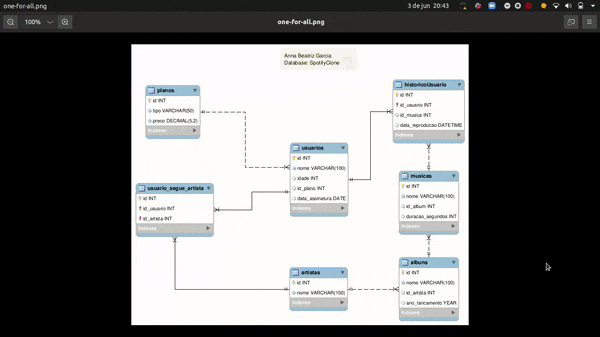 one-for-all.png
3 de jun 20:43
100%
one-for-all.png
Anna Beatriz Garcia
Database: SpotifyClone
planos
id INT
tipo VARCHAR(50)
preco DECIMAL(5,2)
Indexes
historicoUsuario
id INT
id_usuario INT
id_musica INT
data_reproducao DATETIME
Indexes
usuarios
id INT
nome VARCHAR(100)
idade INT
id_plano INT
data_assinatura DATE
Indexes
musicas
id INT
nome VARCHAR(100)
id_album INT
duracao_segundos INT
Indexes
usuario_segue_artista
id INT
id_usuario INT
id_artista INT
Indexes
artistas
id INT
nome VARCHAR(100)
Indexes
albuns
id INT
nome VARCHAR(100)
id_artista INT
ano_lancamento YEAR
Indexes